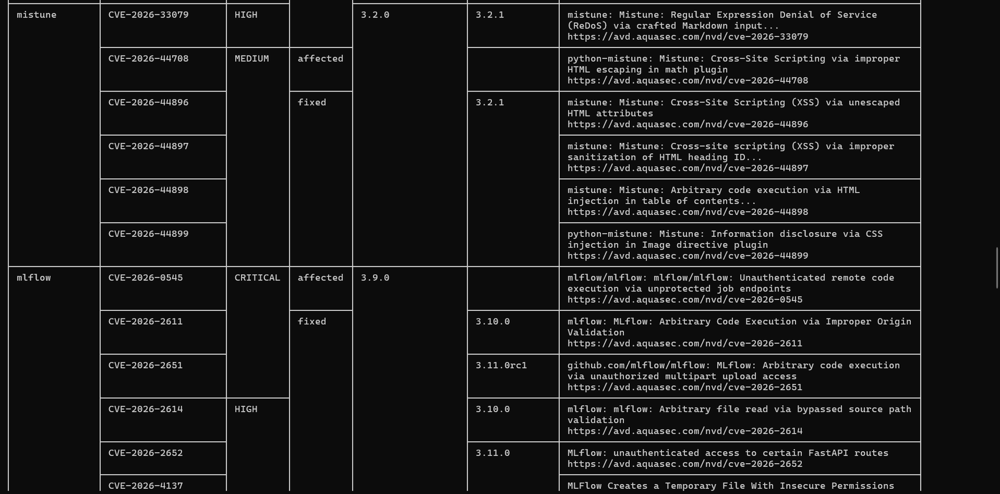 mistune CVE-2026-33079 HIGH 3.2.0 3.2.1 mistune: Mistune: Regular Expression Denial of Service
(ReDoS) via crafted Markdown input...
https://avd.aquasec.com/nvd/cve-2026-33079
CVE-2026-44708 MEDIUM affected python-mistune: Mistune: Cross-Site Scripting via improper
HTML escaping in math plugin
https://avd.aquasec.com/nvd/cve-2026-44708
CVE-2026-44896 fixed 3.2.1 mistune: Mistune: Cross-Site Scripting (XSS) via unescaped
HTML attributes
https://avd.aquasec.com/nvd/cve-2026-44896
CVE-2026-44897 mistune: Mistune: Cross-site scripting (XSS) via improper
sanitization of HTML heading ID...
https://avd.aquasec.com/nvd/cve-2026-44897
CVE-2026-44898 mistune: Mistune: Arbitrary code execution via HTML
injection in table of contents...
https://avd.aquasec.com/nvd/cve-2026-44898
CVE-2026-44899 python-mistune: Mistune: Information disclosure via CSS
injection in Image directive plugin
https://avd.aquasec.com/nvd/cve-2026-44899
mlflow CVE-2026-0545 CRITICAL affected 3.9.0 mlflow/mlflow: mlflow/mlflow: Unauthenticated remote code
execution via unprotected job endpoints
https://avd.aquasec.com/nvd/cve-2026-0545
CVE-2026-2611 fixed 3.10.0 mlflow: MLflow: Arbitrary Code Execution via Improper Origin
Validation
https://avd.aquasec.com/nvd/cve-2026-2611
CVE-2026-2651 3.11.0rc1 github.com/mlflow/mlflow: MLflow: Arbitrary code execution
via unauthorized multipart upload access
https://avd.aquasec.com/nvd/cve-2026-2651
CVE-2026-2614 HIGH 3.10.0 mlflow: mlflow: Arbitrary file read via bypassed source path
validation
https://avd.aquasec.com/nvd/cve-2026-2614
CVE-2026-2652 3.11.0 MLflow: unauthenticated access to certain FastAPI routes
https://avd.aquasec.com/nvd/cve-2026-2652
CVE-2026-4137 MLFlow Creates a Temporary File With Insecure Permissions